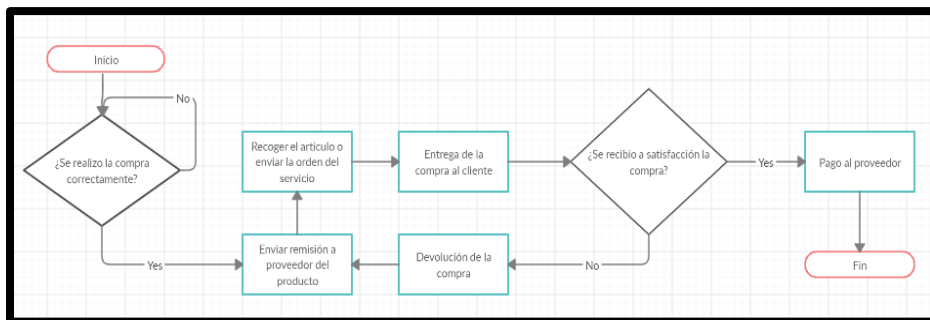 Inicio
No
¿Se realizo la compra
correctamente?
Yes
Recoger el articulo o
enviar la orden del
servicio
Enviar remisión a
proveedor del
producto
Entrega de la
compra al cliente
Devolución de la
compra
¿Se recibio a satisfacción la
compra?
No
Yes
Pago al proveedor
Fin